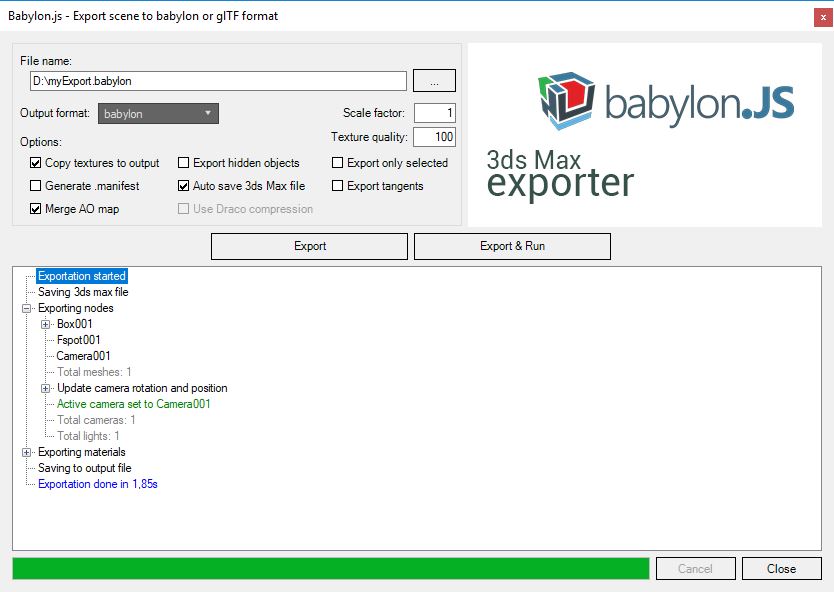 Babylon.js - Export scene to babylon or glTF format
x
File name:
D:\myExport.babylon
...
Output format: babylon
Scale factor: 1
Texture quality: 100
Options:
Copy textures to output
Export hidden objects
Export only selected
Generate .manifest
Auto save 3ds Max file
Export tangents
Merge AO map
Use Draco compression
babylon.JS
3ds Max
exporter
Export
Export & Run
Exportation started
Saving 3ds max file
Exporting nodes
Box001
Fspot001
Camera001
Total meshes: 1
Update camera rotation and position
Active camera set to Camera001
Total cameras: 1
Total lights: 1
Exporting materials
Saving to output file
Exportation done in 1,85s
Cancel
Close